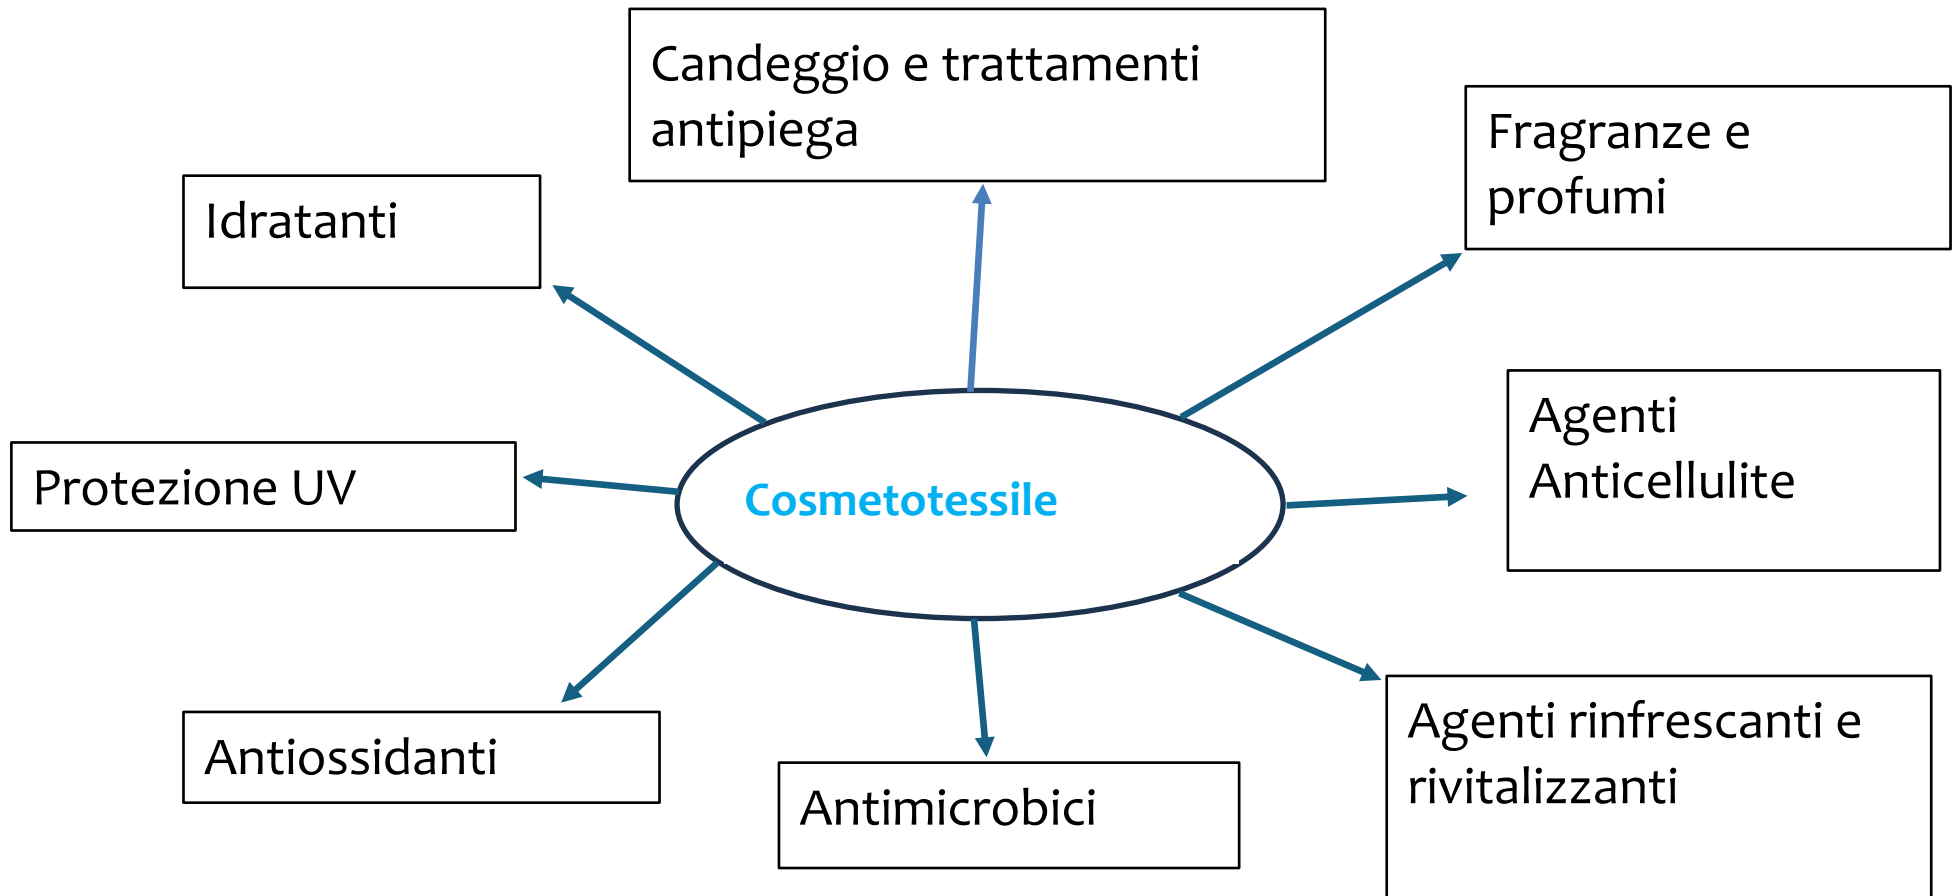 Candeggio e trattamenti
antipiega
Fragranze e
profumi
Idratanti
Agenti
Anticellulite
Protezione UV
Cosmetotessile
Agenti rinfrescanti e
rivitalizzanti
Antiossidanti
Antimicrobici